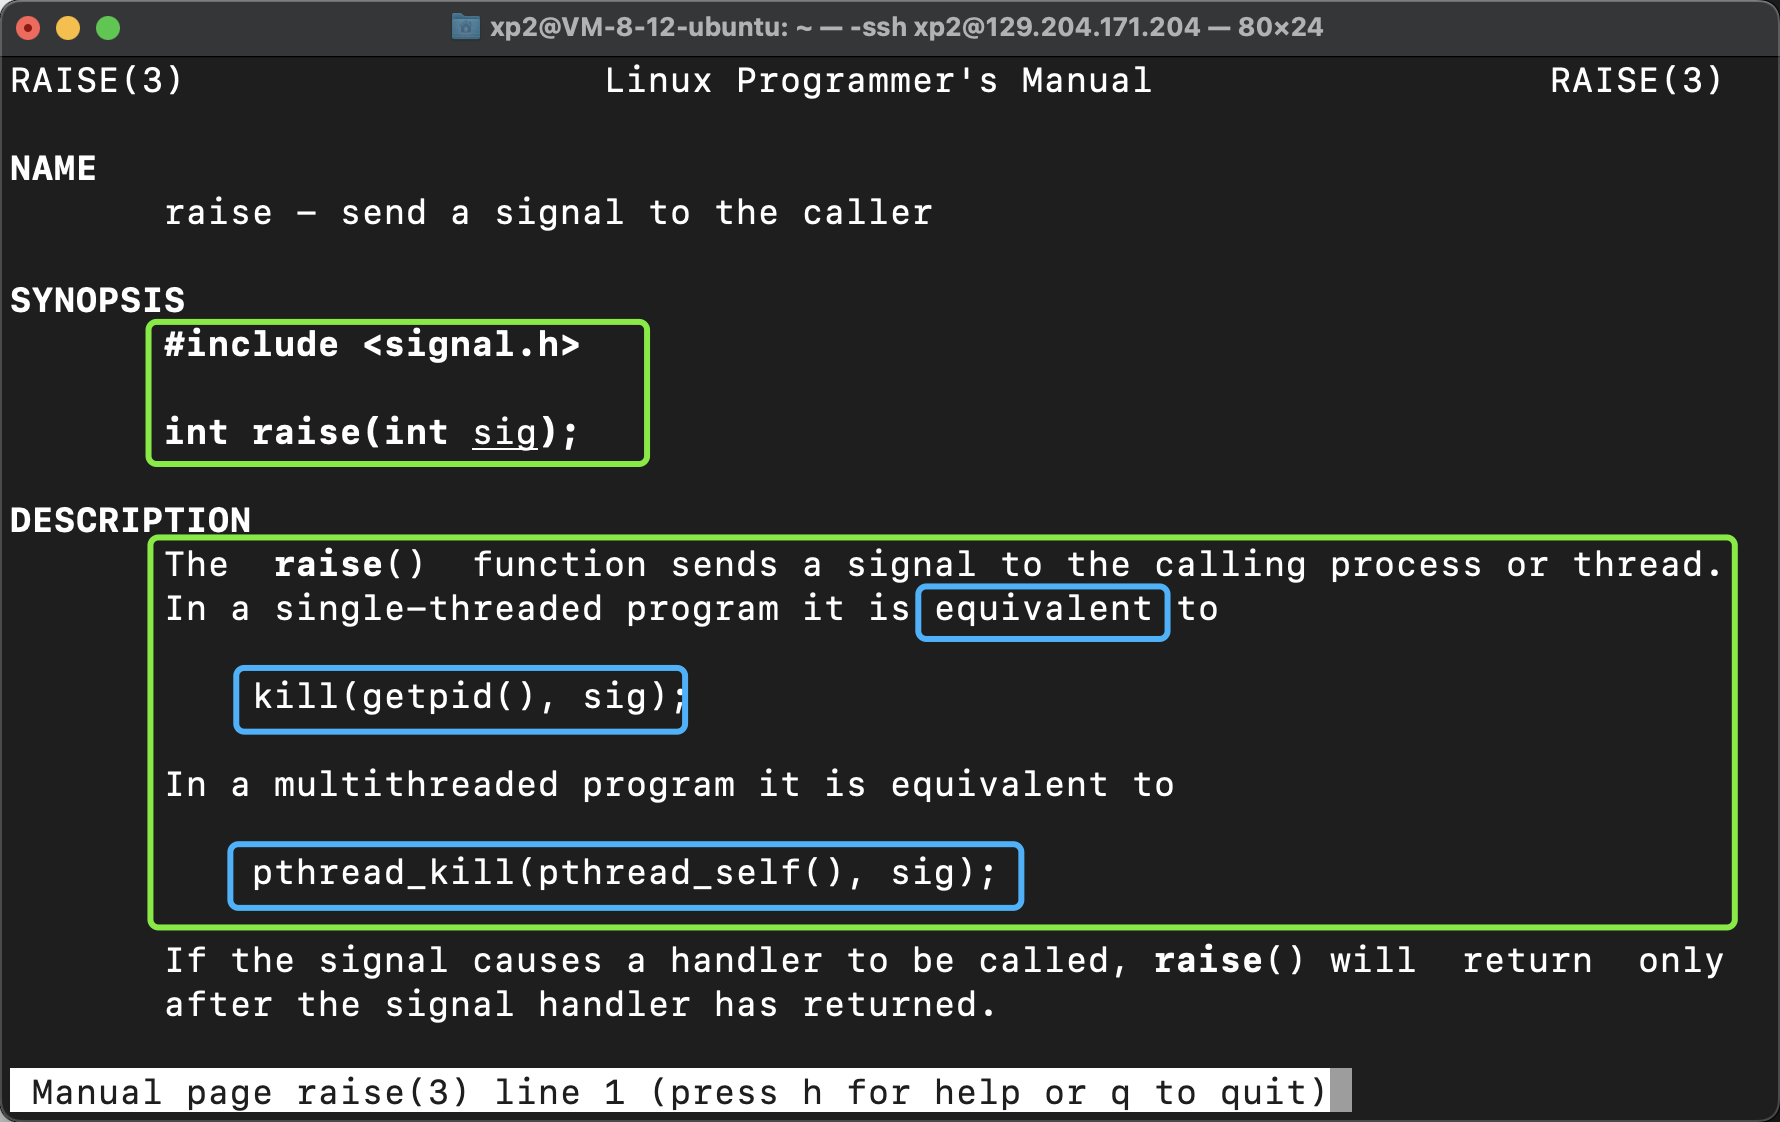 xp2@VM-8-12-ubuntu: ~ — -ssh xp2@129.204.171.204 — 80×24
RAISE(3) Linux Programmer's Manual RAISE(3)
NAME
raise - send a signal to the caller
SYNOPSIS
#include <signal.h>
int raise(int sig);
DESCRIPTION
The raise() function sends a signal to the calling process or thread.
In a single-threaded program it is equivalent to
kill(getpid(), sig);
In a multithreaded program it is equivalent to
pthread_kill(pthread_self(), sig);
If the signal causes a handler to be called, raise() will return only
after the signal handler has returned.
Manual page raise(3) line 1 (press h for help or q to quit)